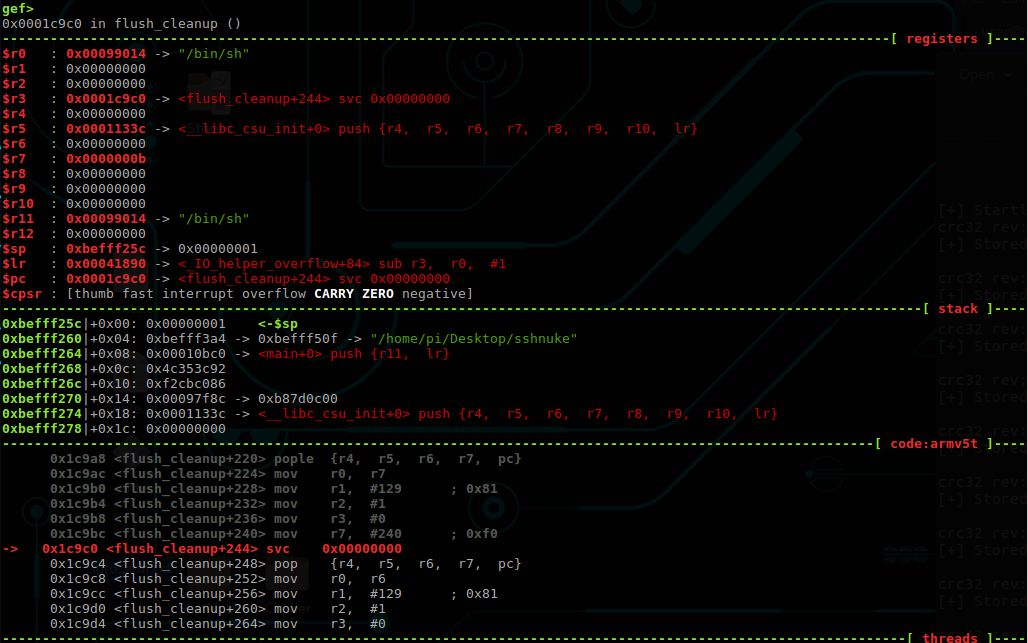 gef>
0x0001c9c0 in flush_cleanup ()
[ registers ]
$r0 : 0x00099014 -> "/bin/sh"
$r1 : 0x00000000
$r2 : 0x00000000
$r3 : 0x0001c9c0 -> <flush_cleanup+244> svc 0x00000000
$r4 : 0x00000000
$r5 : 0x0001133c -> <__libc_csu_init+0> push {r4, r5, r6, r7, r8, r9, r10, lr}
$r6 : 0x00000000
$r7 : 0x0000000b
$r8 : 0x00000000
$r9 : 0x00000000
$r10 : 0x00000000
$r11 : 0x00099014 -> "/bin/sh"
$r12 : 0x00000000
$sp : 0xbefff25c -> 0x00000001
$lr : 0x00041890 -> <_IO_helper_overflow+84> sub r3, r0, #1
$pc : 0x0001c9c0 -> <flush_cleanup+244> svc 0x00000000
$cpsr : [thumb fast interrupt overflow CARRY ZERO negative]
[ stack ]
0xbefff25c|+0x00: 0x00000001 <-$sp
0xbefff260|+0x04: 0xbefff3a4 -> 0xbefff50f -> "/home/pi/Desktop/sshnuke"
0xbefff264|+0x08: 0x00010bc0 -> <main+0> push {r11, lr}
0xbefff268|+0x0c: 0x4c353c92
0xbefff26c|+0x10: 0xf2cbc086
0xbefff270|+0x14: 0x00097f8c -> 0xb87d0c00
0xbefff274|+0x18: 0x0001133c -> <__libc_csu_init+0> push {r4, r5, r6, r7, r8, r9, r10, lr}
0xbefff278|+0x1c: 0x00000000
[ code:armv5t ]
0x1c9a8 <flush_cleanup+220> pople {r4, r5, r6, r7, pc}
0x1c9ac <flush_cleanup+224> mov r0, r7
0x1c9b0 <flush_cleanup+228> mov r1, #129 ; 0x81
0x1c9b4 <flush_cleanup+232> mov r2, #1
0x1c9b8 <flush_cleanup+236> mov r3, #0
0x1c9bc <flush_cleanup+240> mov r7, #240 ; 0xf0
-> 0x1c9c0 <flush_cleanup+244> svc 0x00000000
0x1c9c4 <flush_cleanup+248> pop {r4, r5, r6, r7, pc}
0x1c9c8 <flush_cleanup+252> mov r0, r6
0x1c9cc <flush_cleanup+256> mov r1, #129 ; 0x81
0x1c9d0 <flush_cleanup+260> mov r2, #1
0x1c9d4 <flush_cleanup+264> mov r3, #0
[ threads ]